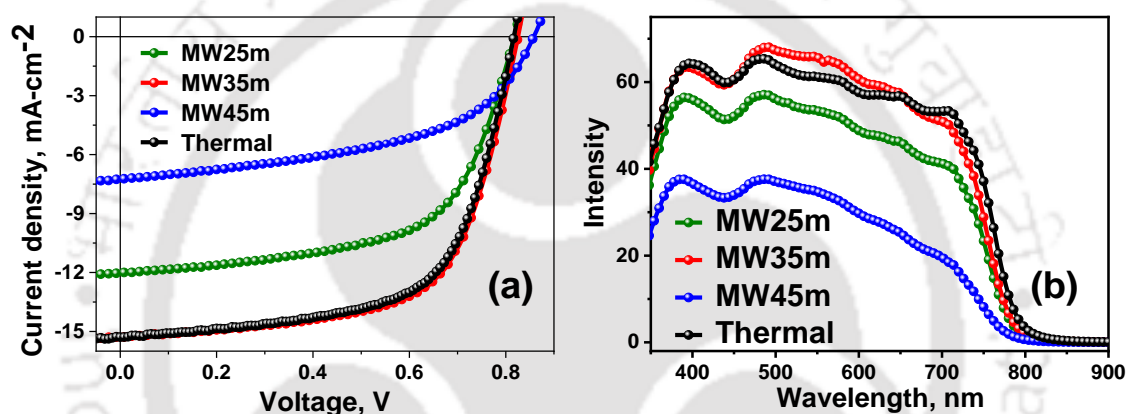 0
-3
-6
-9
-12
-15
0.0 0.2 0.4 0.6 0.8
Current density, mA-cm⁻²
Voltage, V
MW25m
MW35m
MW45m
Thermal
(a)
60
40
20
0
400 500 600 700 800 900
Intensity
Wavelength, nm
MW25m
MW35m
MW45m
Thermal
(b)